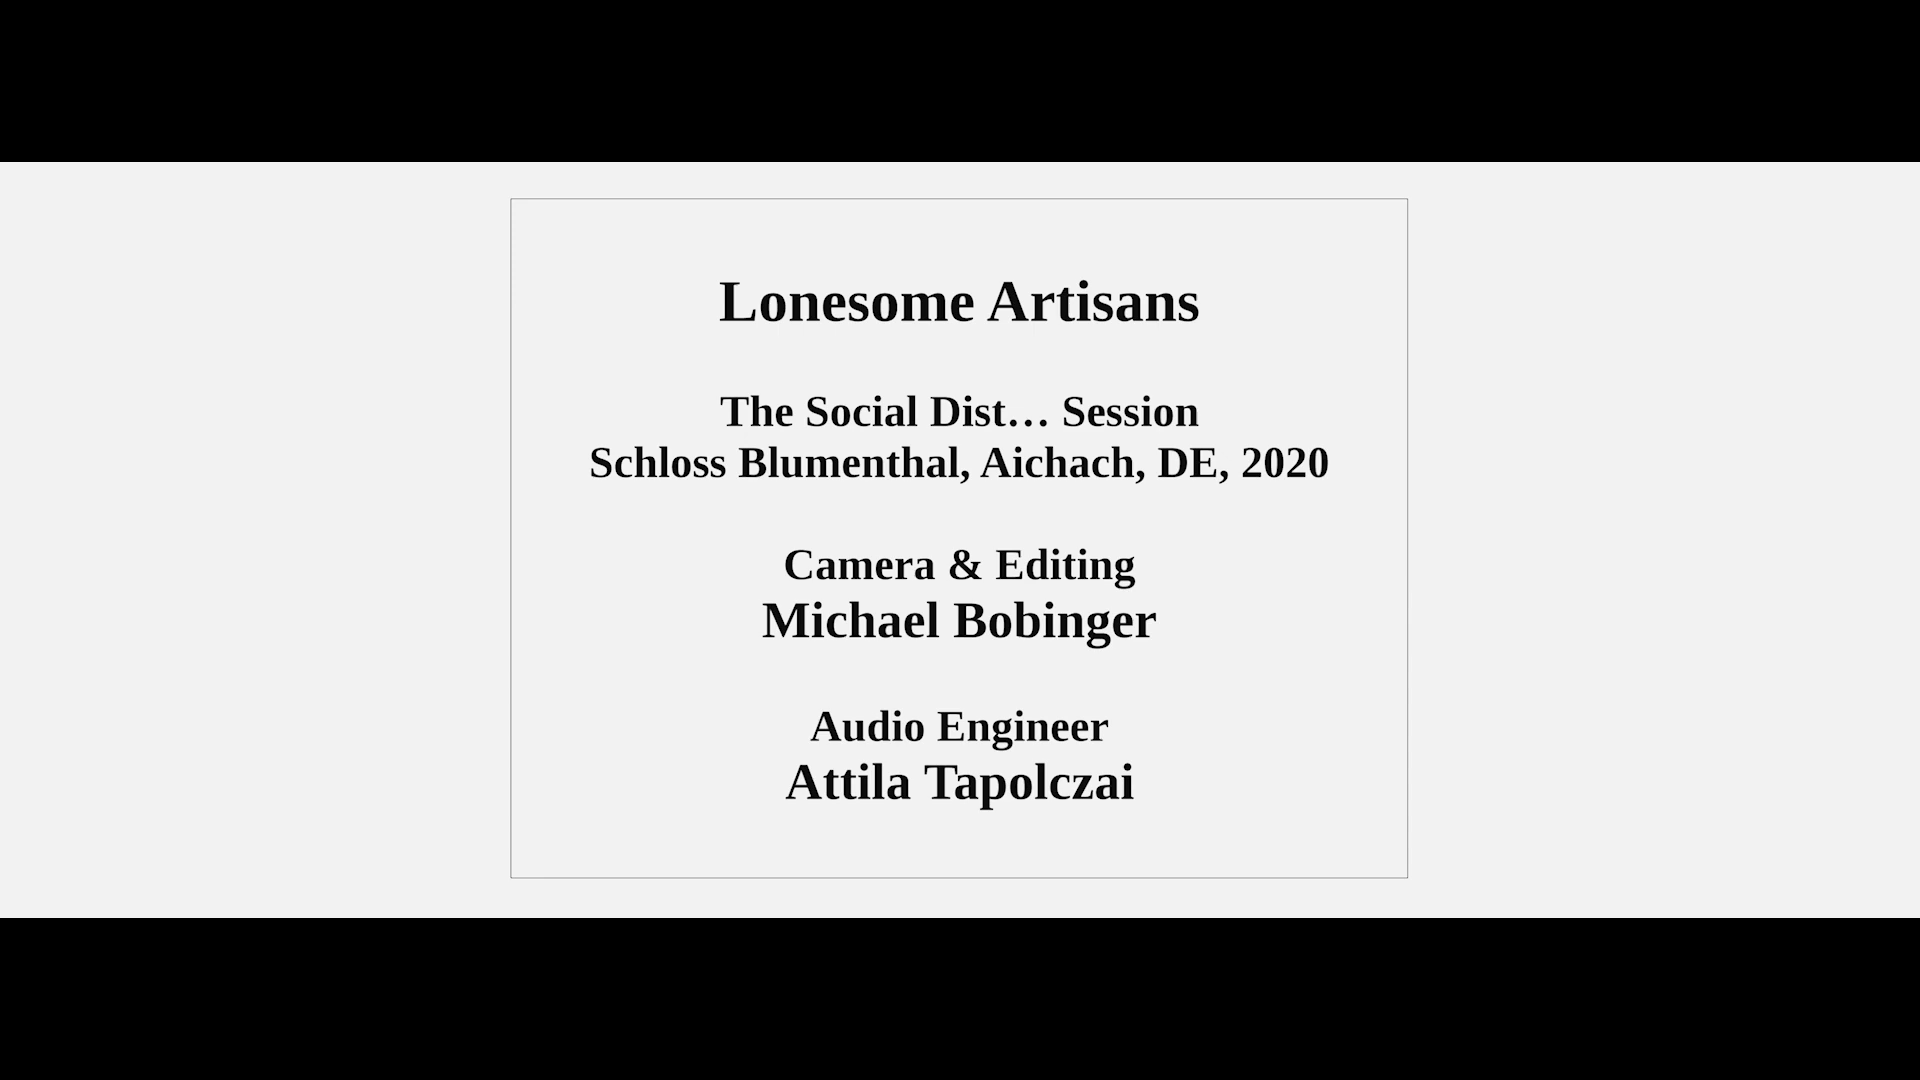 Lonesome Artisans
The Social Dist… Session
Schloss Blumenthal, Aichach, DE, 2020
Camera & Editing
Michael Bobinger
Audio Engineer
Attila Tapolczai